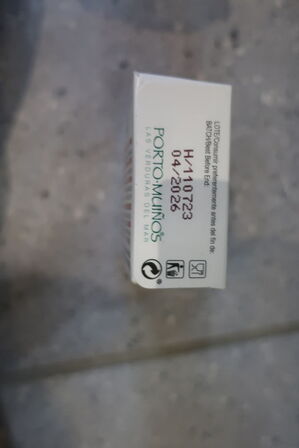 LOTE/Consumir preferentemente antes del fin de:
BATCH/Best Before End:
H/110723
04/2026
PORTO-MUIÑOS
LAS VERDURAS DEL MAR